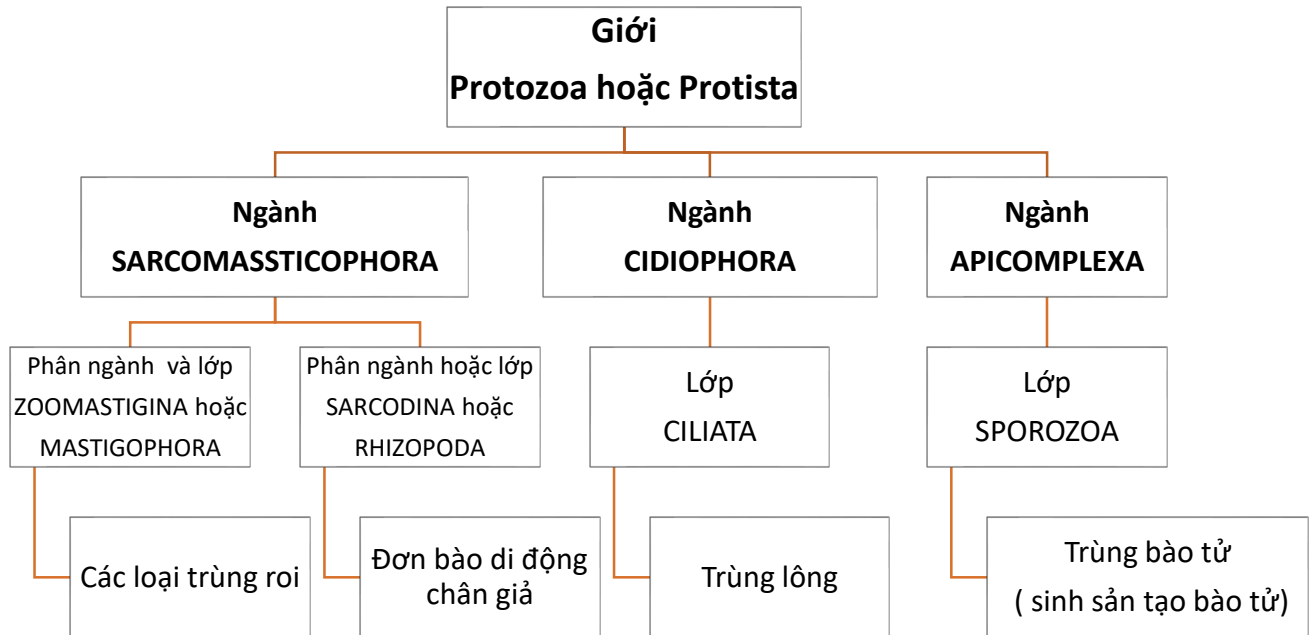 Giới
Protozoa hoặc Protista
Ngành
SARCOMASSTICOPHORA
Ngành
CIDIOPHORA
Ngành
APICOMPLEXA
Phân ngành và lớp
ZOOMASTIGINA hoặc
MASTIGOPHORA
Phân ngành hoặc lớp
SARCODINA hoặc
RHIZOPODA
Lớp
CILIATA
Lớp
SPOROZOA
Các loại trùng roi
Đơn bào di động
chân giả
Trùng lông
Trùng bào tử
( sinh sản tạo bào tử)